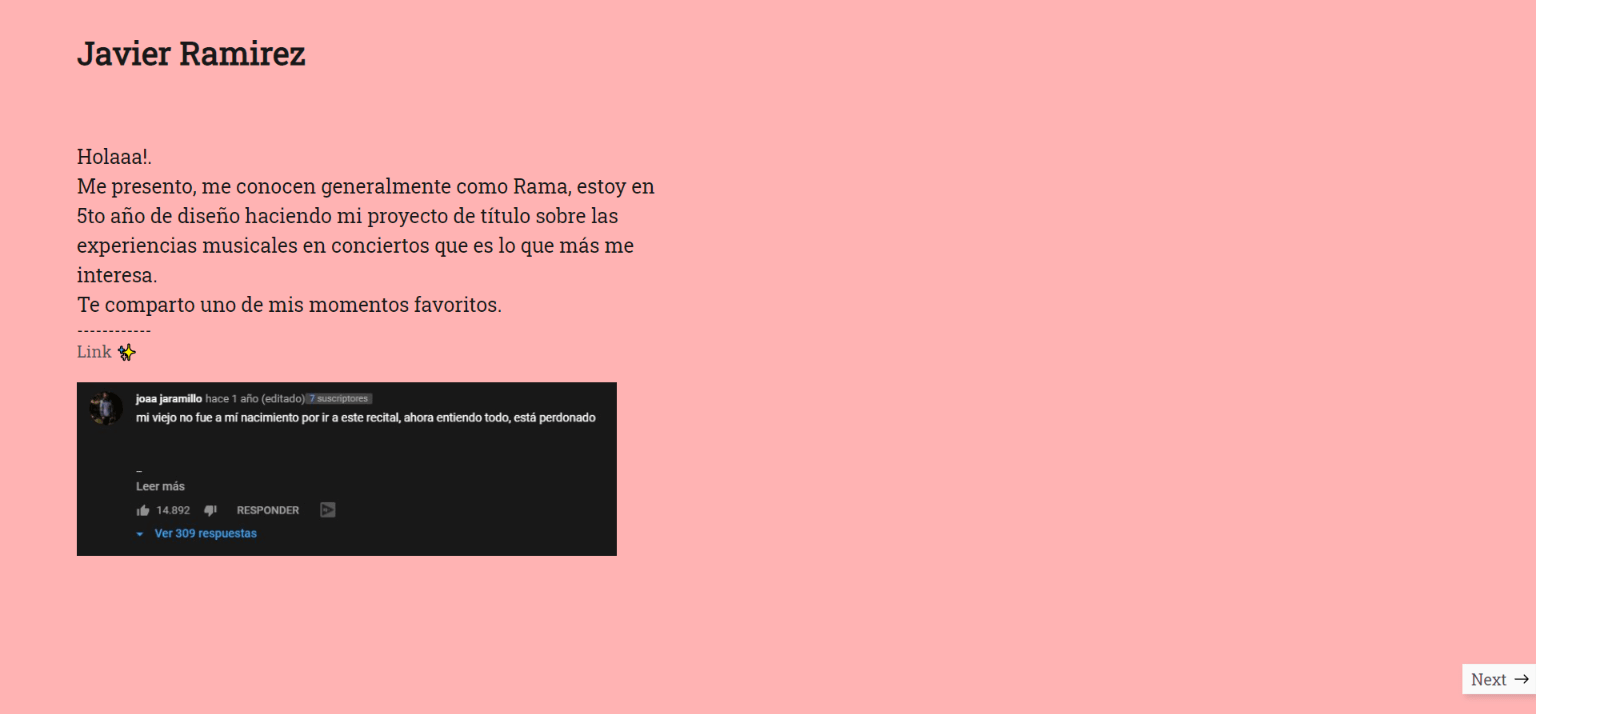 Javier Ramirez
Holaaa!.
Me presento, me conocen generalmente como Rama, estoy en
5to año de diseño haciendo mi proyecto de título sobre las
experiencias musicales en conciertos que es lo que más me
interesa.
Te comparto uno de mis momentos favoritos.
------------
Link ✨
joaa jaramillo hace 1 año (editado) 7 suscriptores
mi viejo no fue a mí nacimiento por ir a este recital, ahora entiendo todo, está perdonado
_
Leer más
14.892 RESPONDER
Ver 309 respuestas
Next →